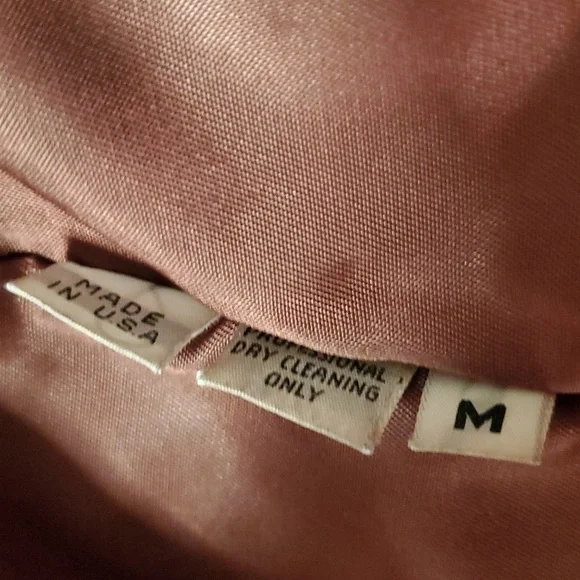 MADE
IN USA
PROFESSIONAL
DRY CLEANING
ONLY
M